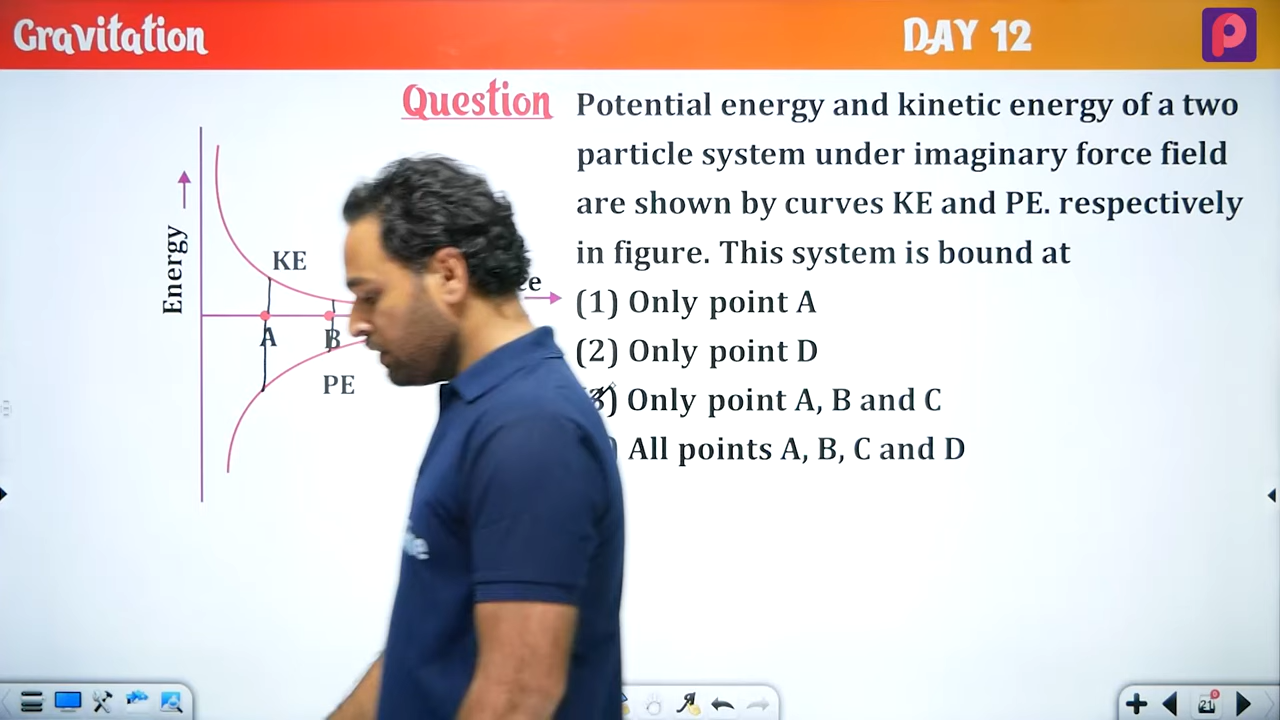 Gravitation
DAY 12
Question
Potential energy and kinetic energy of a two
particle system under imaginary force field
are shown by curves KE and PE. respectively
in figure. This system is bound at
(1) Only point A
(2) Only point D
(3) Only point A, B and C
) All points A, B, C and D
Energy
KE
A
B
PE
21